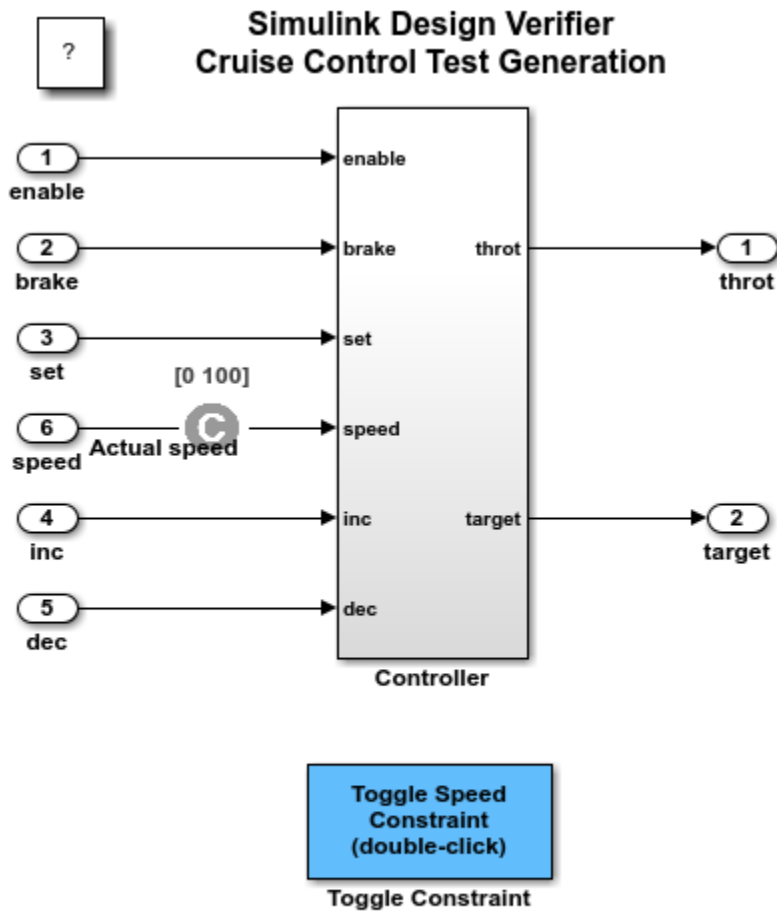 Simulink Design Verifier
Cruise Control Test Generation
?
1
enable
enable
2
brake
brake
throt
1
throt
3
set
set
[0 100]
6
speed
C
Actual speed
speed
4
inc
inc
target
2
target
5
dec
dec
Controller
Toggle Speed
Constraint
(double-click)
Toggle Constraint